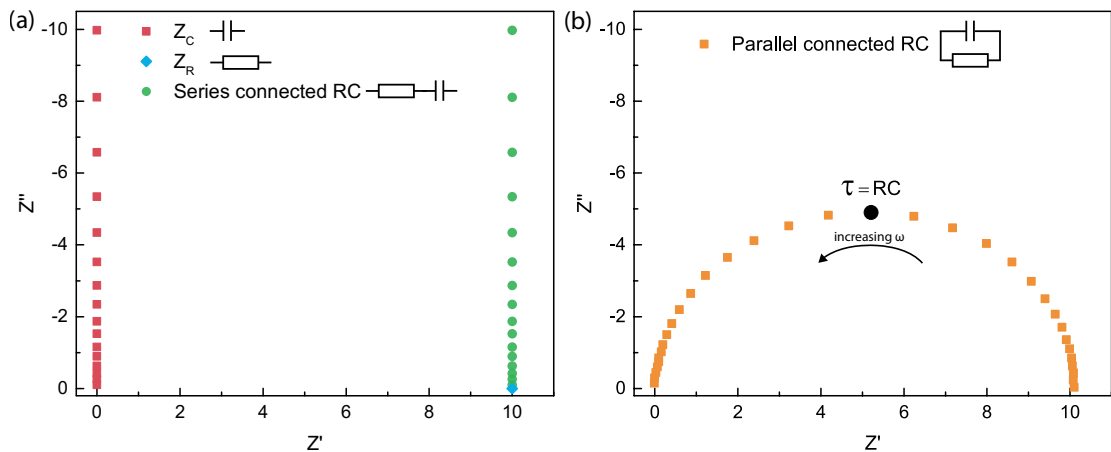 (a)
Z_C
Z_R
Series connected RC
-10
-8
-6
-4
-2
0
Z''
0 2 4 6 8 10
Z'
(b)
Parallel connected RC
τ = RC
increasing ω
-10
-8
-6
-4
-2
0
Z''
0 2 4 6 8 10
Z'